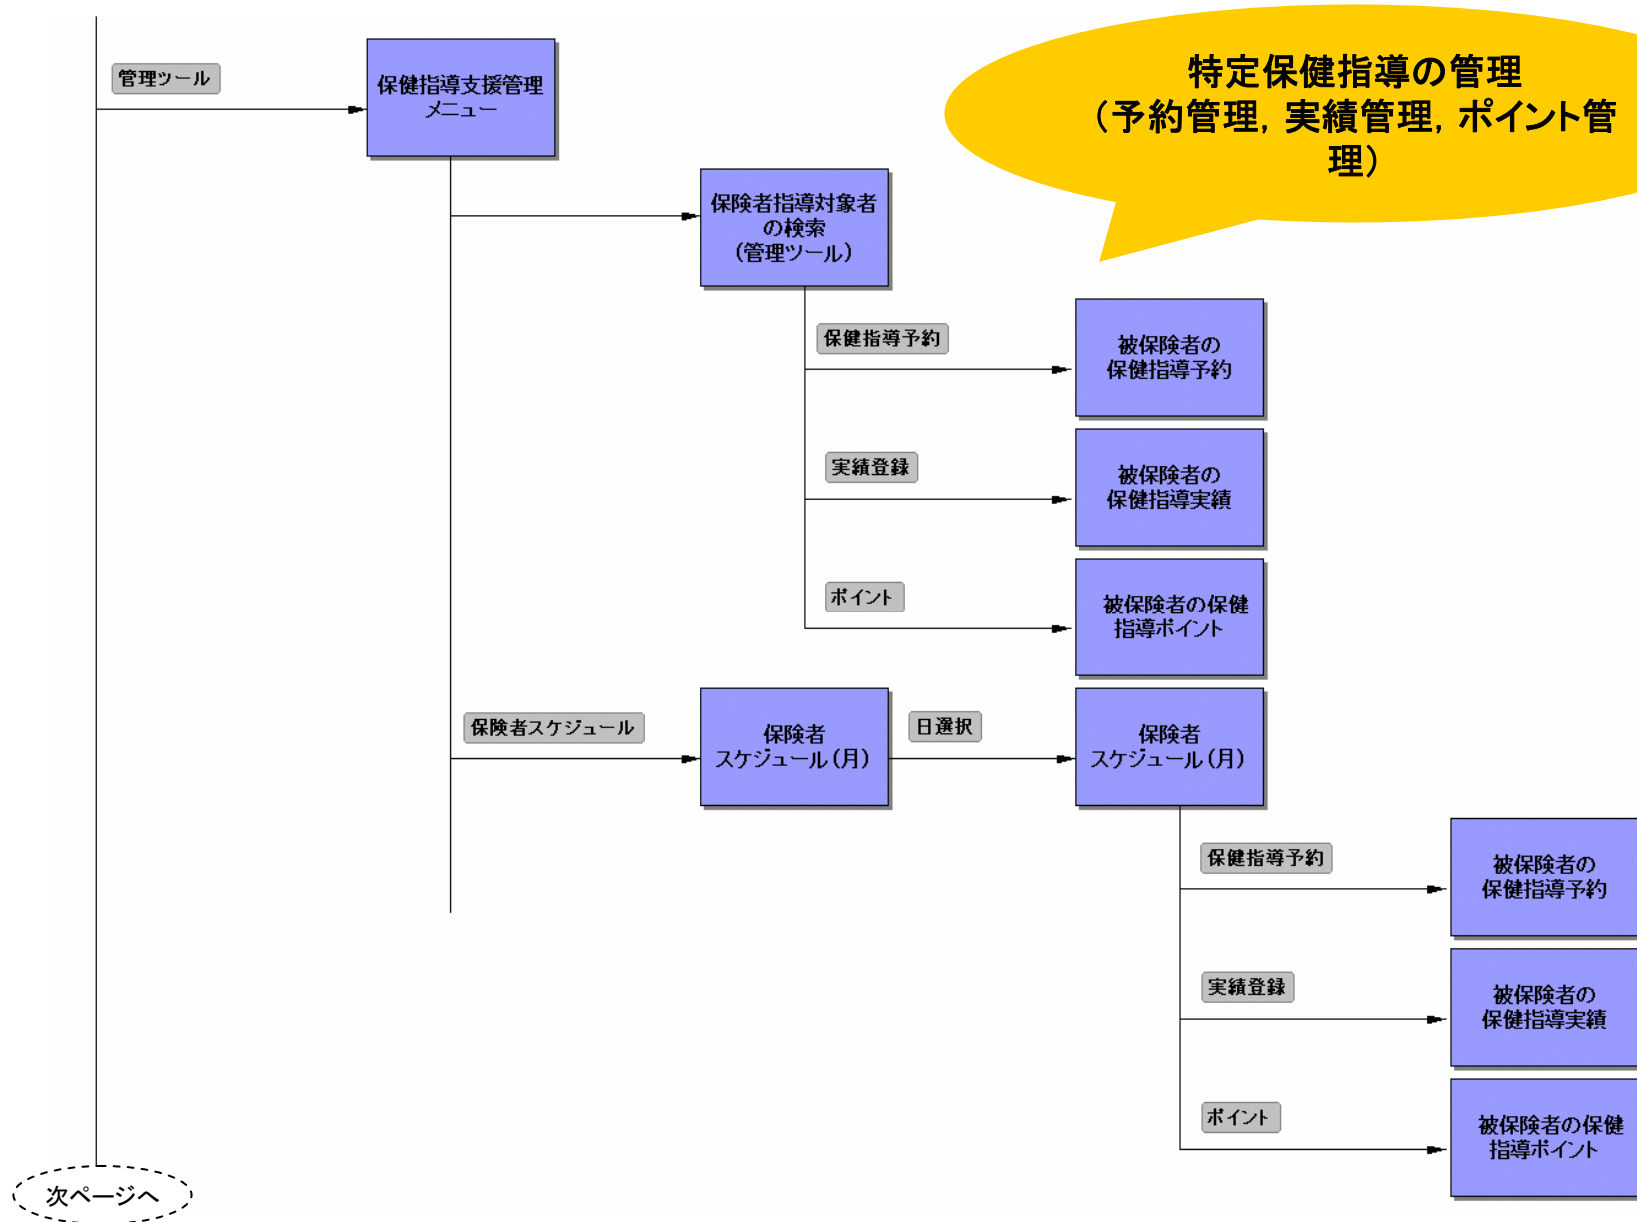 特定保健指導の管理
（予約管理，実績管理，ポイント管
理）
管理ツール
保健指導支援管理
メニュー
保険者指導対象者
の検索
（管理ツール）
保健指導予約
被保険者の
保健指導予約
実績登録
被保険者の
保健指導実績
ポイント
被保険者の保健
指導ポイント
保険者スケジュール
保険者
スケジュール（月）
日選択
保険者
スケジュール（月）
保健指導予約
被保険者の
保健指導予約
実績登録
被保険者の
保健指導実績
ポイント
被保険者の保健
指導ポイント
次ページへ